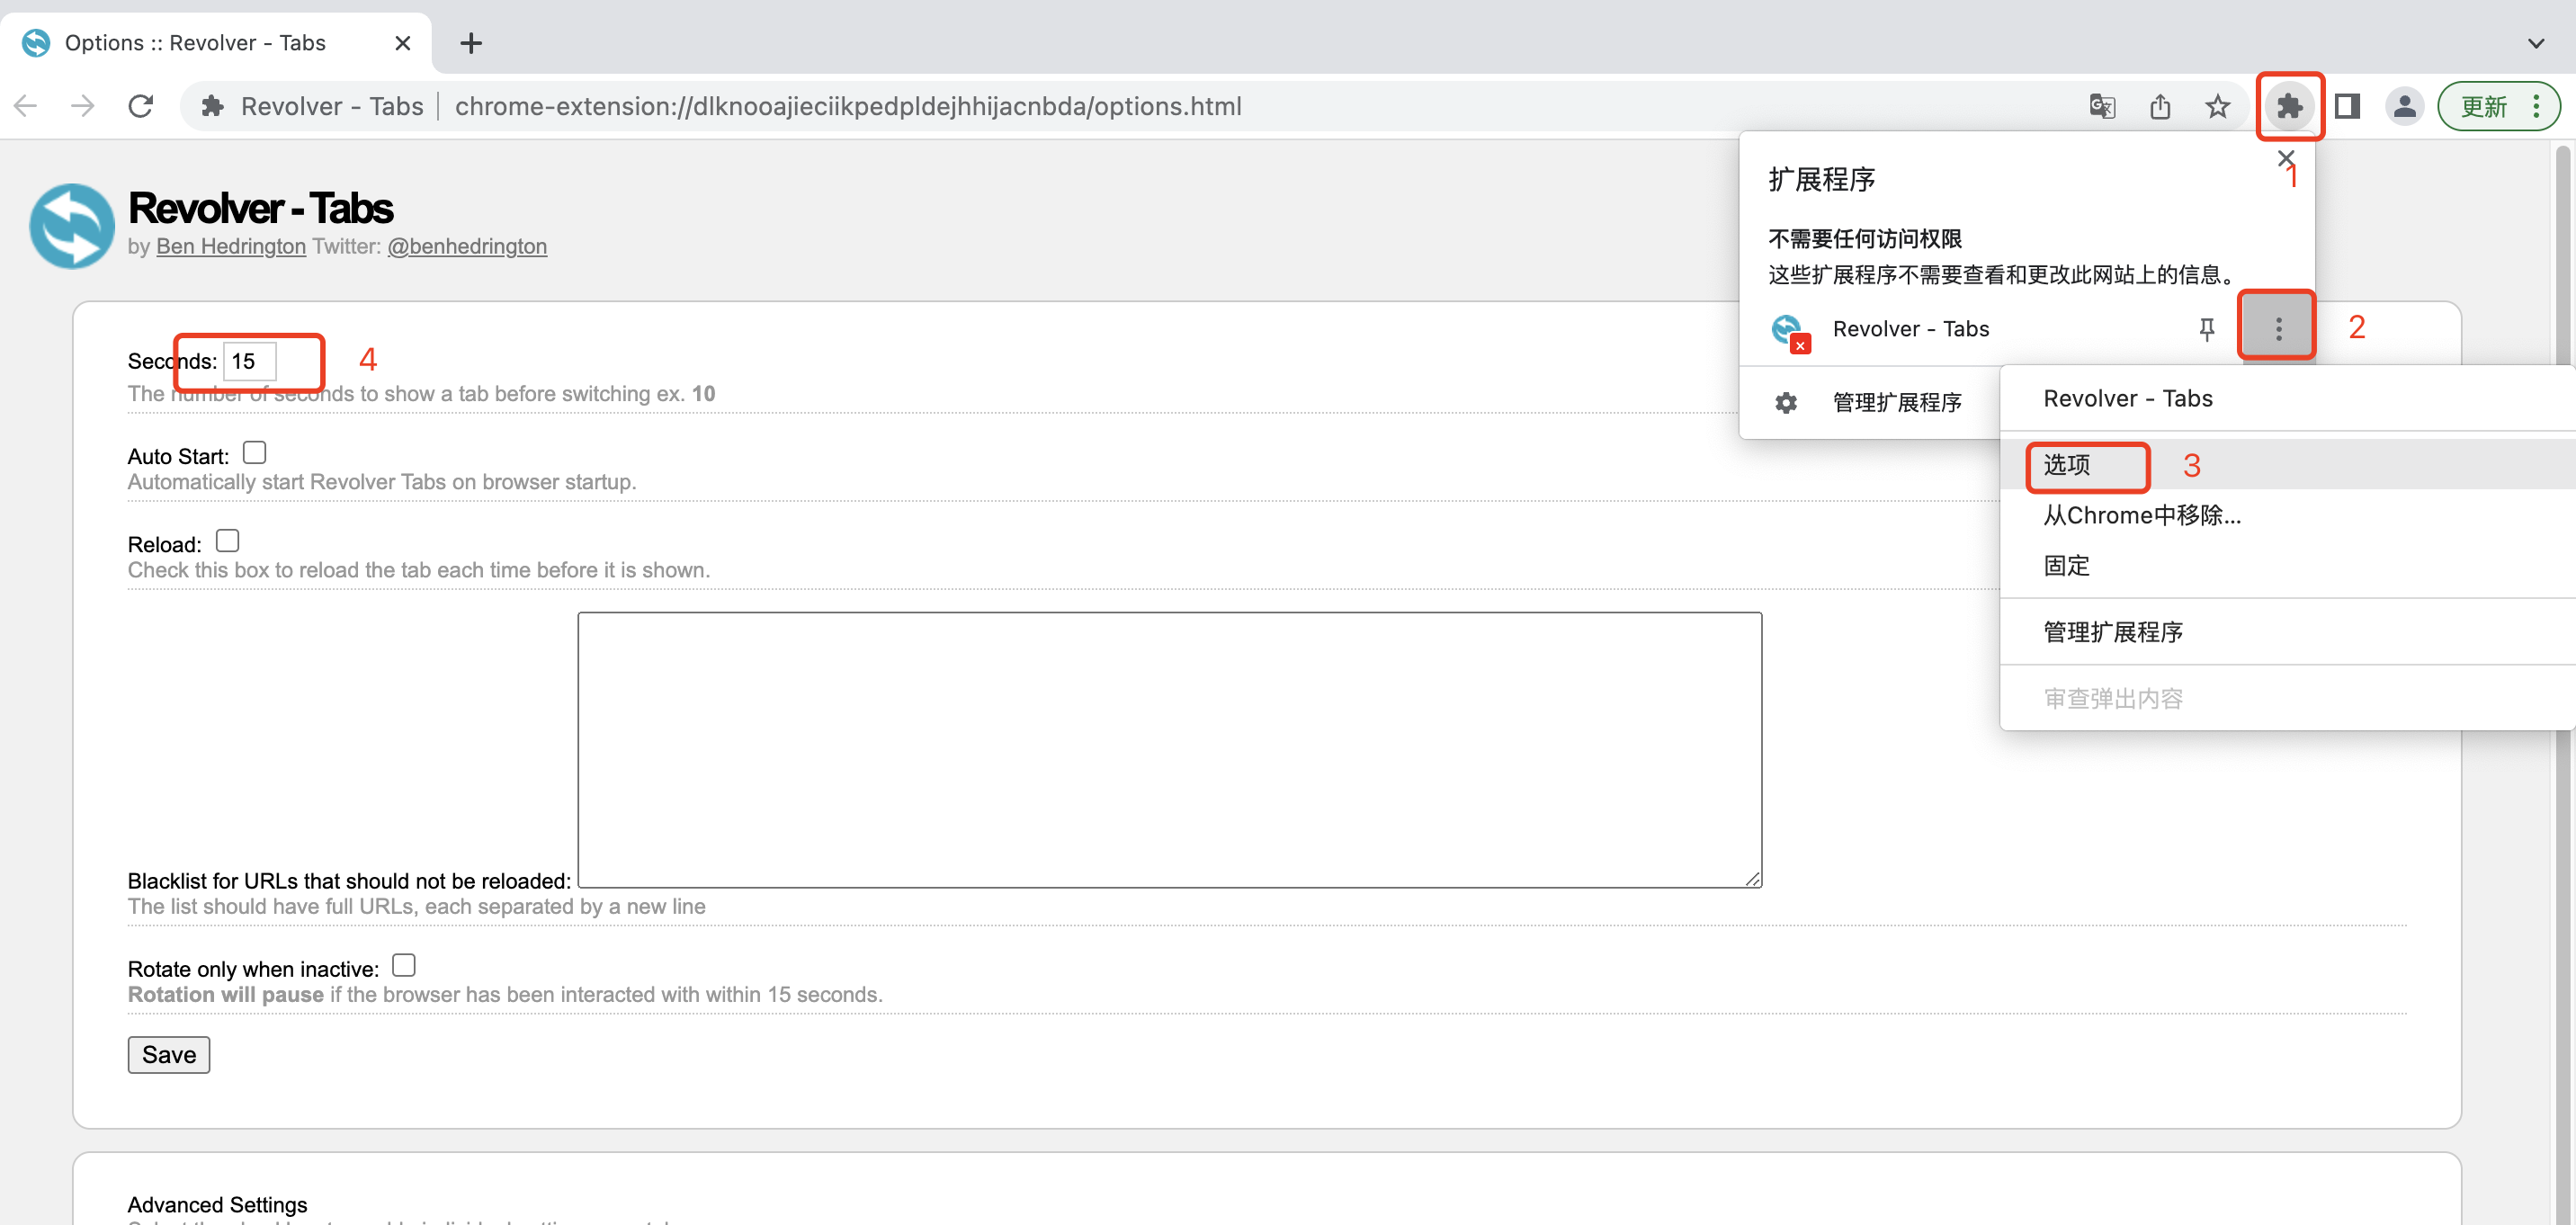 Options :: Revolver - Tabs
Revolver - Tabs | chrome-extension://dlknooajieciikpedpldejhhijacnbda/options.html
更新
Revolver - Tabs
by Ben Hedrington Twitter: @benhedrington
扩展程序
1
不需要任何访问权限
这些扩展程序不需要查看和更改此网站上的信息。
Revolver - Tabs
2
管理扩展程序
Revolver - Tabs
选项
3
从Chrome中移除...
固定
管理扩展程序
审查弹出内容
Seconds: 15
4
The number of seconds to show a tab before switching ex. 10
Auto Start:
Automatically start Revolver Tabs on browser startup.
Reload:
Check this box to reload the tab each time before it is shown.
Blacklist for URLs that should not be reloaded:
The list should have full URLs, each separated by a new line
Rotate only when inactive:
Rotation will pause if the browser has been interacted with within 15 seconds.
Save
Advanced Settings